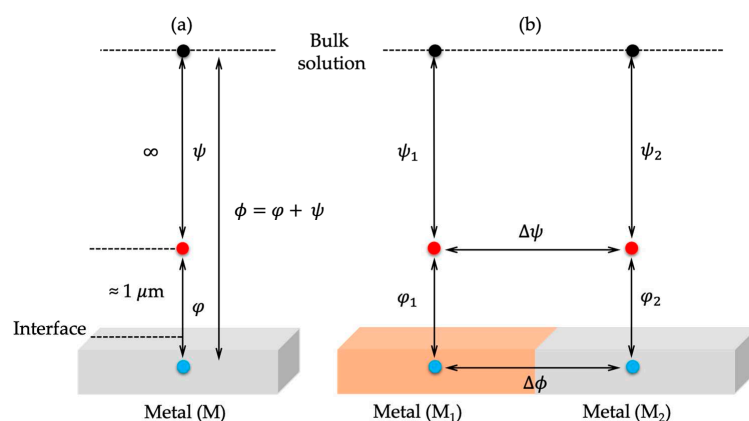 (a)
(b)
Bulk
solution
∞
ψ
ψ₁
ψ₂
ϕ = φ + ψ
Δψ
≈ 1 μm
φ
φ₁
φ₂
Interface
Δϕ
Metal (M)
Metal (M₁)
Metal (M₂)